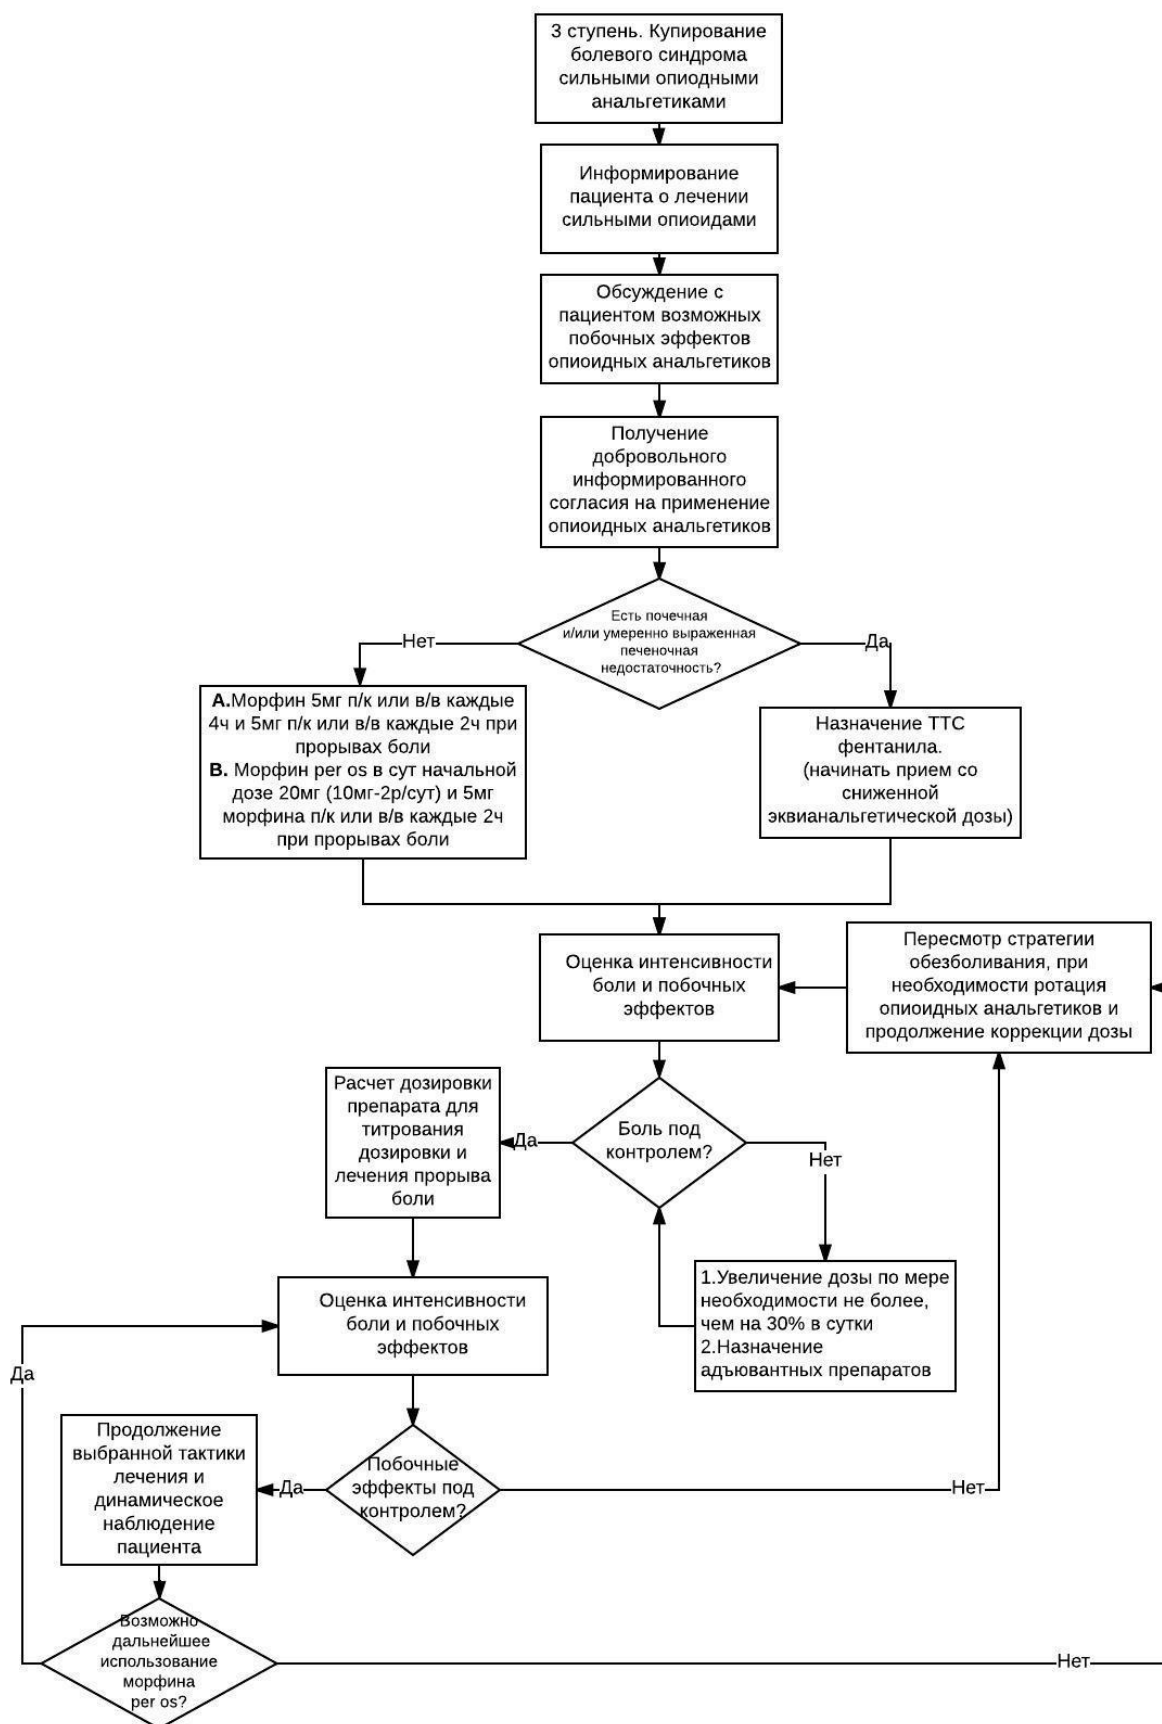 3 ступень. Купирование
болевого синдрома
сильными опиодными
анальгетиками
Информирование
пациента о лечении
сильными опиоидами
Обсуждение с
пациентом возможных
побочных эффектов
опиоидных анальгетиков
Получение
добровольного
информированного
согласия на применение
опиоидных анальгетиков
Есть почечная
и/или умеренно выраженная
печеночная
недостаточность?
Нет
Да
A.Морфин 5мг п/к или в/в каждые
4ч и 5мг п/к или в/в каждые 2ч при
прорывах боли
B. Морфин per os в сут начальной
дозе 20мг (10мг-2р/сут) и 5мг
морфина п/к или в/в каждые 2ч
при прорывах боли
Назначение ТТС
фентанила.
(начинать прием со
сниженной
эквианальгетической дозы)
Оценка интенсивности
боли и побочных
эффектов
Пересмотр стратегии
обезболивания, при
необходимости ротация
опиоидных анальгетиков и
продолжение коррекции дозы
Боль под
контролем?
Да
Нет
Расчет дозировки
препарата для
титрования
дозировки и
лечения прорыва
боли
1.Увеличение дозы по мере
необходимости не более,
чем на 30% в сутки
2.Назначение
адъювантных препаратов
Оценка интенсивности
боли и побочных
эффектов
Да
Побочные
эффекты под
контролем?
Да
Нет
Продолжение
выбранной тактики
лечения и
динамическое
наблюдение
пациента
Возможно
дальнейшее
использование
морфина
per os?
Нет